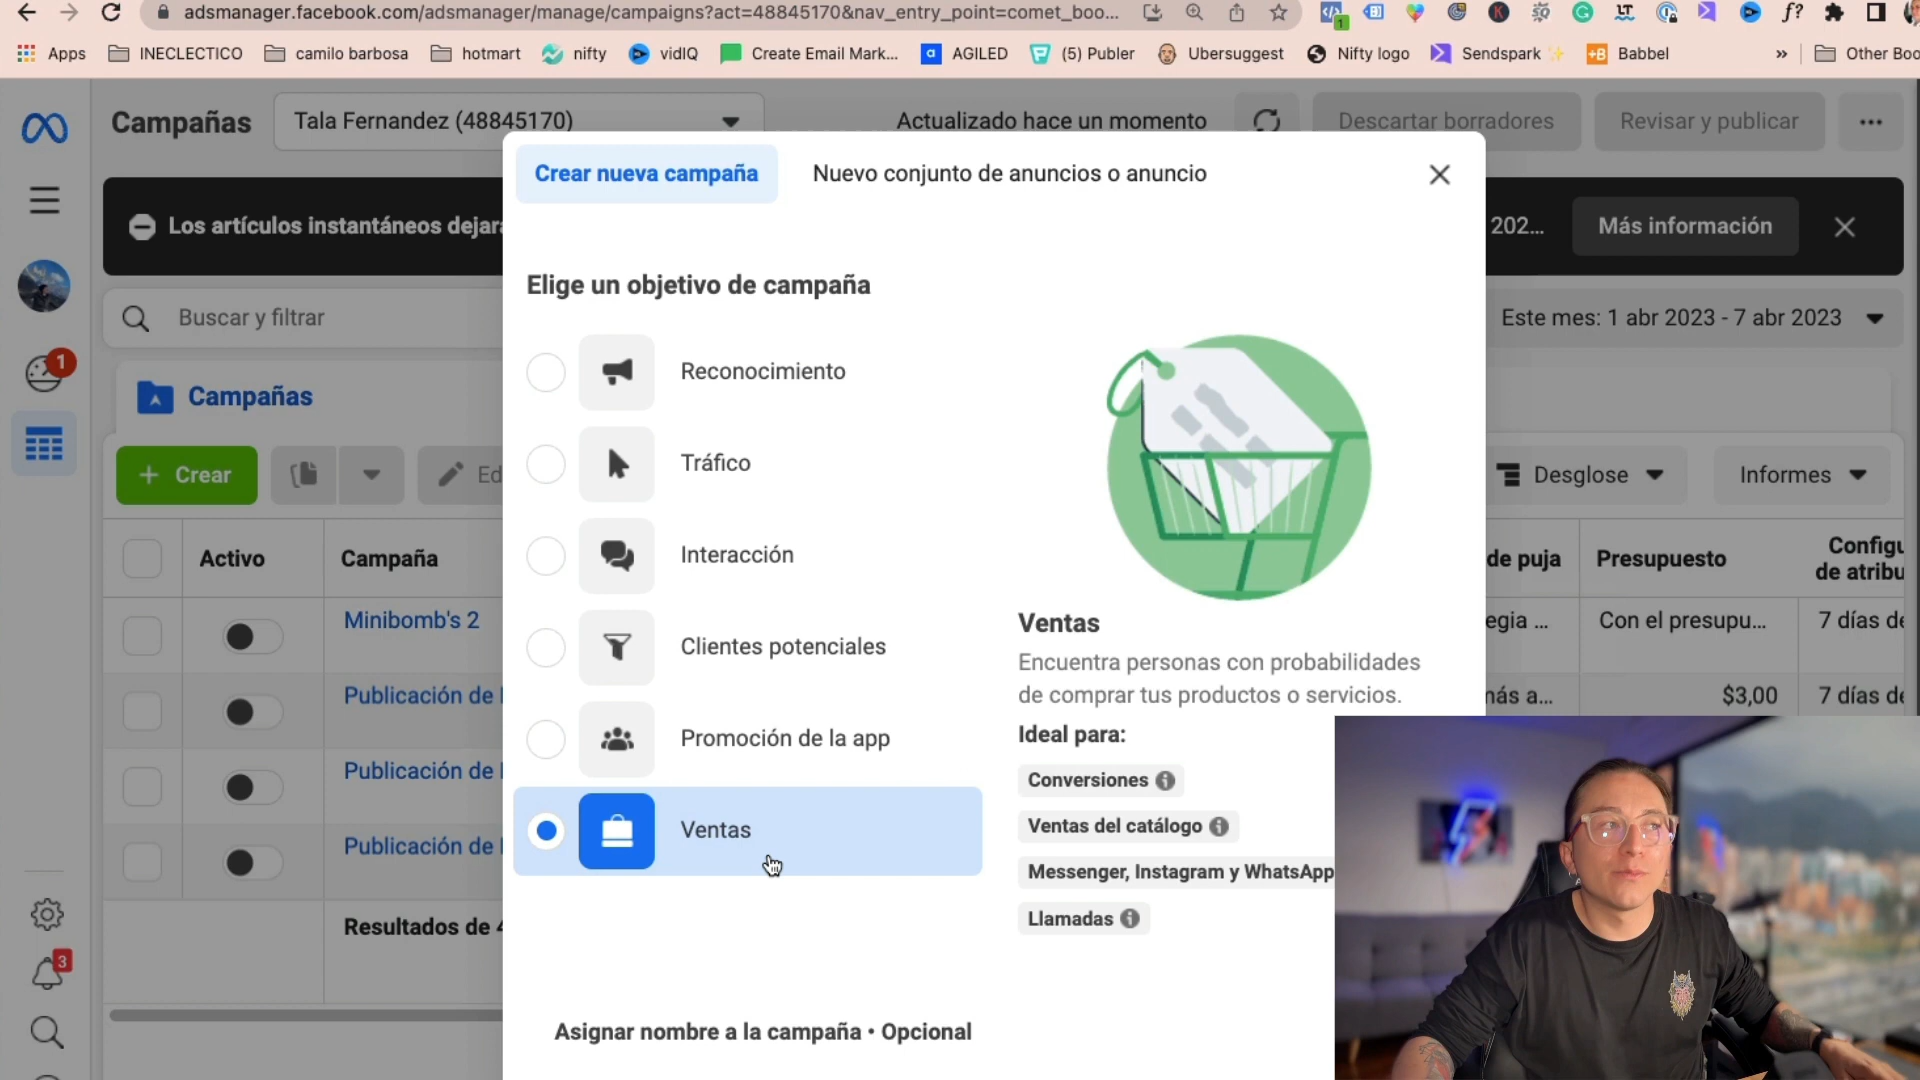 adsmanager.facebook.com/adsmanager/manage/campaigns?act=48845170&nav_entry_point=comet_boo...
1
Apps
INECLECTICO
camilo barbosa
hotmart
nifty
vidIQ
Create Email Mark...
AGILED
(5) Publer
Ubersuggest
Nifty logo
Sendspark
Babbel
»
Other Boo
Campañas
Tala Fernandez (48845170)
Actualizado hace un momento
Descartar borradores
Revisar y publicar
Crear nueva campaña
Nuevo conjunto de anuncios o anuncio
Los artículos instantáneos dejará
202...
Más información
Elige un objetivo de campaña
Buscar y filtrar
Este mes: 1 abr 2023 - 7 abr 2023
1
Reconocimiento
Campañas
Tráfico
+ Crear
Ed
Desglose
Informes
Interacción
Activo
Campaña
de puja
Presupuesto
Configu
de atribu
Minibomb's 2
egia ...
Con el presupu...
7 días de
Ventas
Clientes potenciales
Encuentra personas con probabilidades
de comprar tus productos o servicios.
Publicación de
más a...
$3,00
7 días de
Ideal para:
Promoción de la app
Publicación de
Conversiones
Ventas del catálogo
Ventas
Publicación de
Messenger, Instagram y WhatsApp
Llamadas
Resultados de 4
3
Asignar nombre a la campaña • Opcional